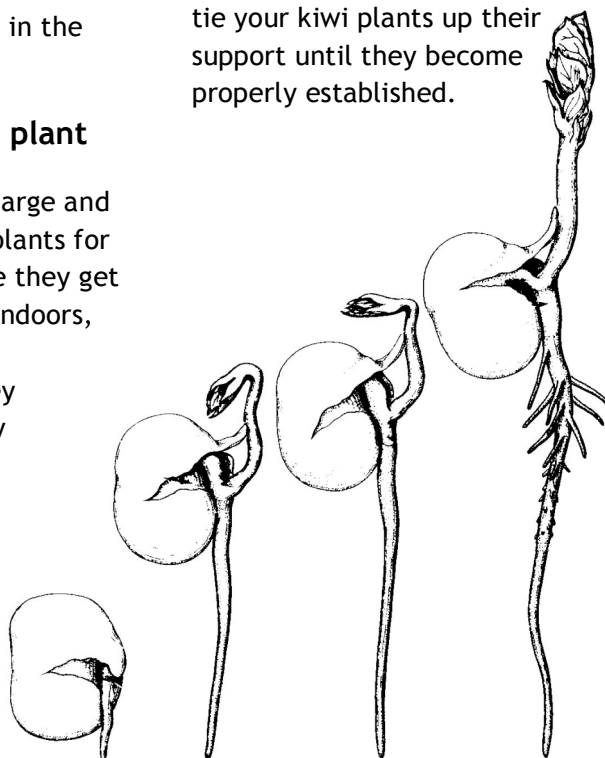 in the
plant
arge and
plants for
e they get
ndoors,
ey
y
tie your kiwi plants up their
support until they become
properly established.